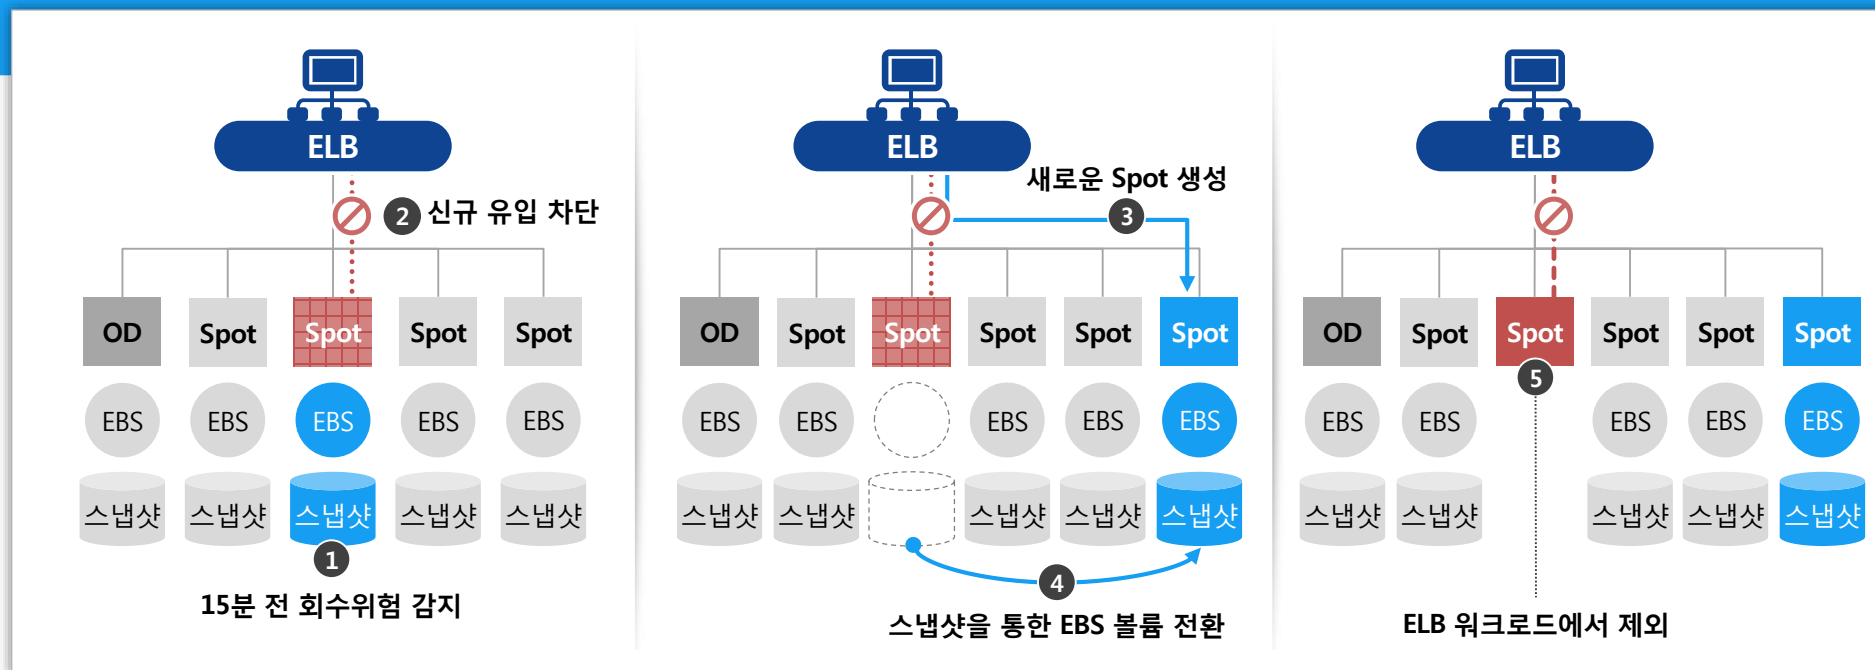 ELB
2 신규 유입 차단
OD Spot Spot Spot Spot
EBS EBS EBS EBS EBS
스냅샷 스냅샷 스냅샷 스냅샷 스냅샷
1
15분 전 회수위험 감지
ELB
새로운 Spot 생성
3
OD Spot Spot Spot Spot Spot
EBS EBS EBS EBS EBS
스냅샷 스냅샷 스냅샷 스냅샷 스냅샷
4
스냅샷을 통한 EBS 볼륨 전환
ELB
OD Spot Spot Spot Spot Spot
5
EBS EBS EBS EBS EBS
스냅샷 스냅샷 스냅샷 스냅샷 스냅샷
ELB 워크로드에서 제외